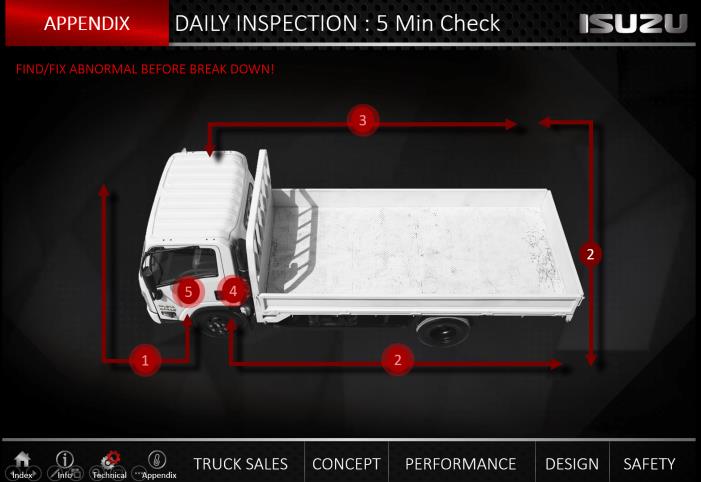 APPENDIX
DAILY INSPECTION : 5 Min Check
ISUZU
FIND/FIX ABNORMAL BEFORE BREAK DOWN!
3
2
5
4
1
2
Index
Info
Technical
Appendix
TRUCK SALES
CONCEPT
PERFORMANCE
DESIGN
SAFETY